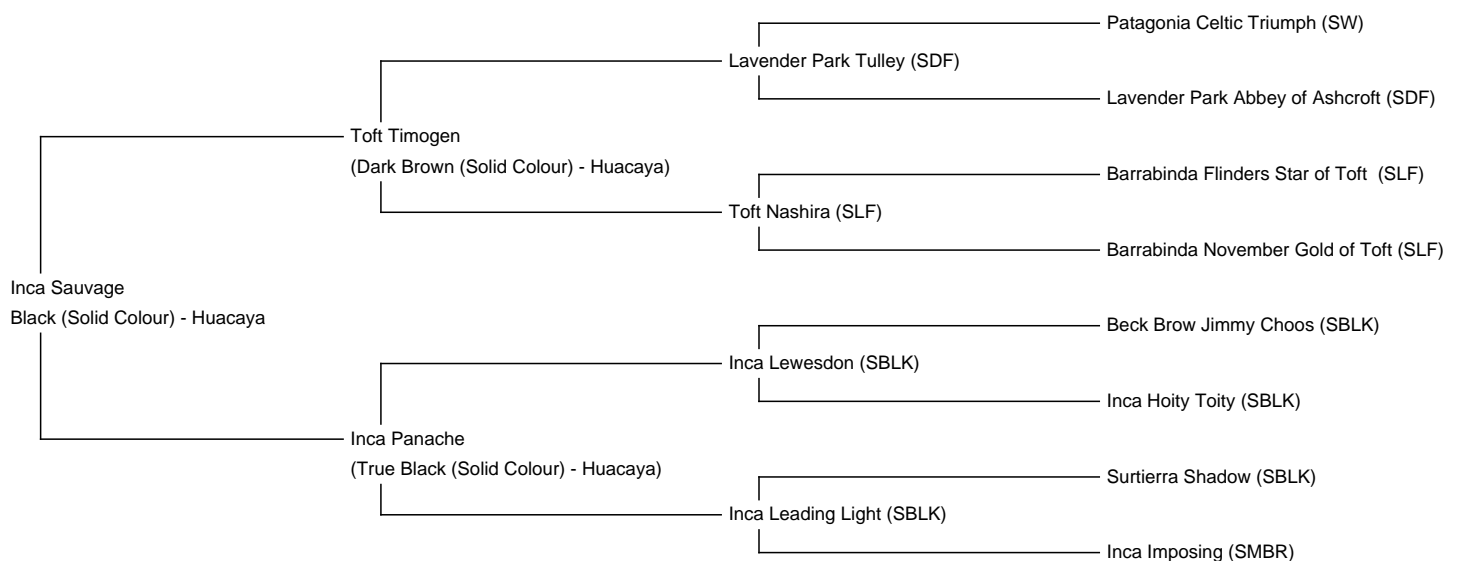 Patagonia Celtic Triumph (SW)
Lavender Park Tulley (SDF)
Lavender Park Abbey of Ashcroft (SDF)
Toft Timogen
(Dark Brown (Solid Colour) - Huacaya)
Barrabinda Flinders Star of Toft  (SLF)
Toft Nashira (SLF)
Barrabinda November Gold of Toft (SLF)
Inca Sauvage
Black (Solid Colour) - Huacaya
Beck Brow Jimmy Choos (SBLK)
Inca Lewesdon (SBLK)
Inca Hoity Toity (SBLK)
Inca Panache
(True Black (Solid Colour) - Huacaya)
Surtierra Shadow (SBLK)
Inca Leading Light (SBLK)
Inca Imposing (SMBR)